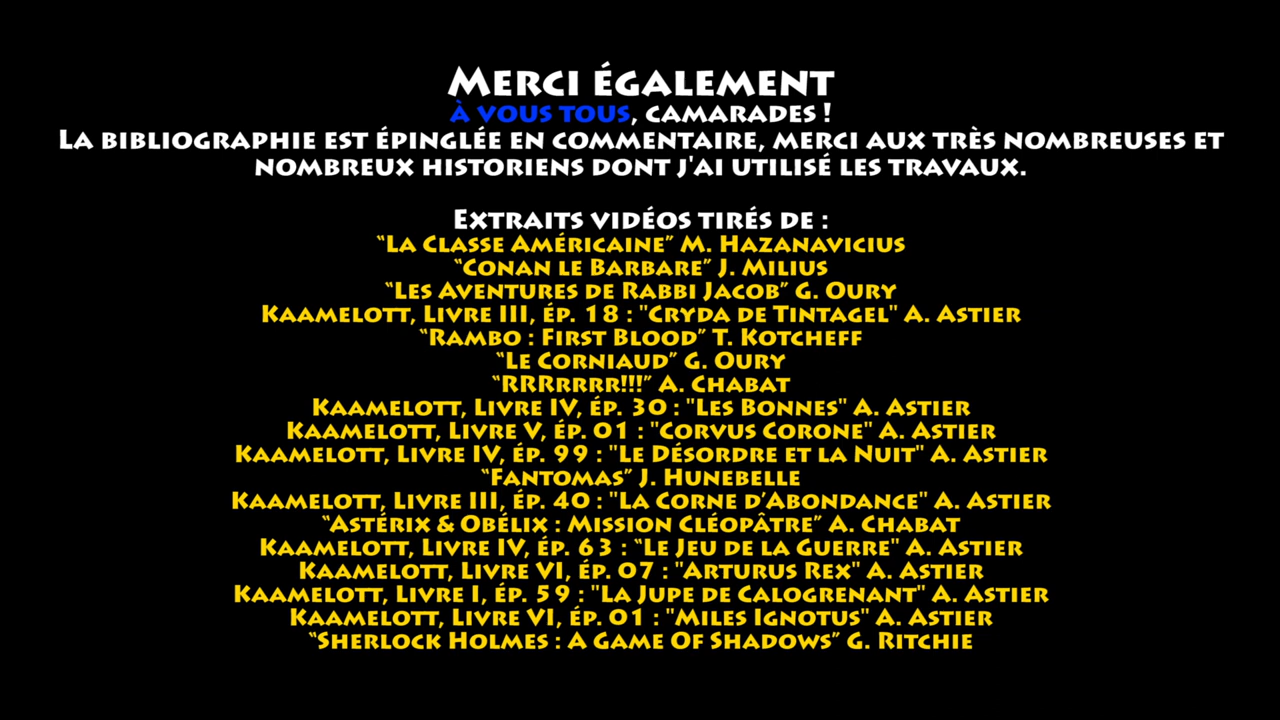 Merci également
à vous tous, camarades !
La bibliographie est épinglée en commentaire, merci aux très nombreuses et
nombreux historiens dont j'ai utilisé les travaux.
Extraits vidéos tirés de :
“La Classe Américaine” M. Hazanavicius
“Conan le Barbare” J. Milius
“Les Aventures de Rabbi Jacob” G. Oury
Kaamelott, Livre III, ép. 18 : "Cryda de Tintagel" A. Astier
“Rambo : First Blood” T. Kotcheff
“Le Corniaud” G. Oury
“RRRrrrr!!!” A. Chabat
Kaamelott, Livre IV, ép. 30 : "Les Bonnes" A. Astier
Kaamelott, Livre V, ép. 01 : "Corvus Corone" A. Astier
Kaamelott, Livre IV, ép. 99 : "Le Désordre et la Nuit" A. Astier
“Fantomas” J. Hunebelle
Kaamelott, Livre III, ép. 40 : "La Corne d’Abondance" A. Astier
“Astérix & Obélix : Mission Cléopâtre” A. Chabat
Kaamelott, Livre IV, ép. 63 : “Le Jeu de la Guerre" A. Astier
Kaamelott, Livre VI, ép. 07 : "Arturus Rex" A. Astier
Kaamelott, Livre I, ép. 59 : "La Jupe de Calogrenant" A. Astier
Kaamelott, Livre VI, ép. 01 : "Miles Ignotus" A. Astier
“Sherlock Holmes : A Game Of Shadows” G. Ritchie